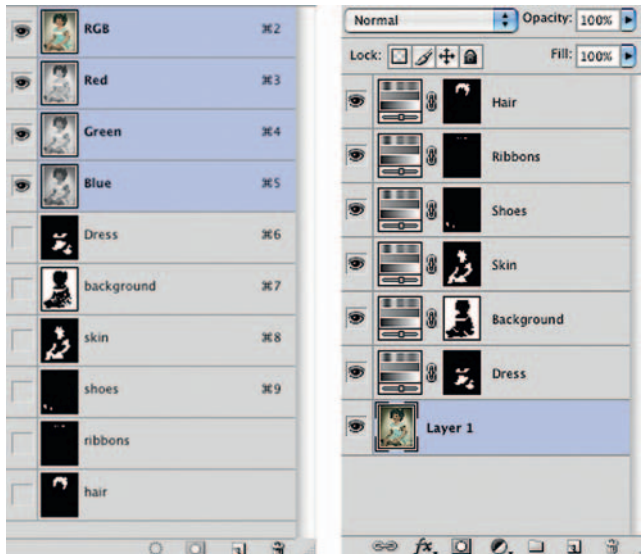 RGB ⌘2
Red ⌘3
Green ⌘4
Blue ⌘5
Dress ⌘6
background ⌘7
skin ⌘8
shoes ⌘9
ribbons
hair
Normal Opacity: 100%
Lock: Fill: 100%
Hair
Ribbons
Shoes
Skin
Background
Dress
Layer 1
fx.